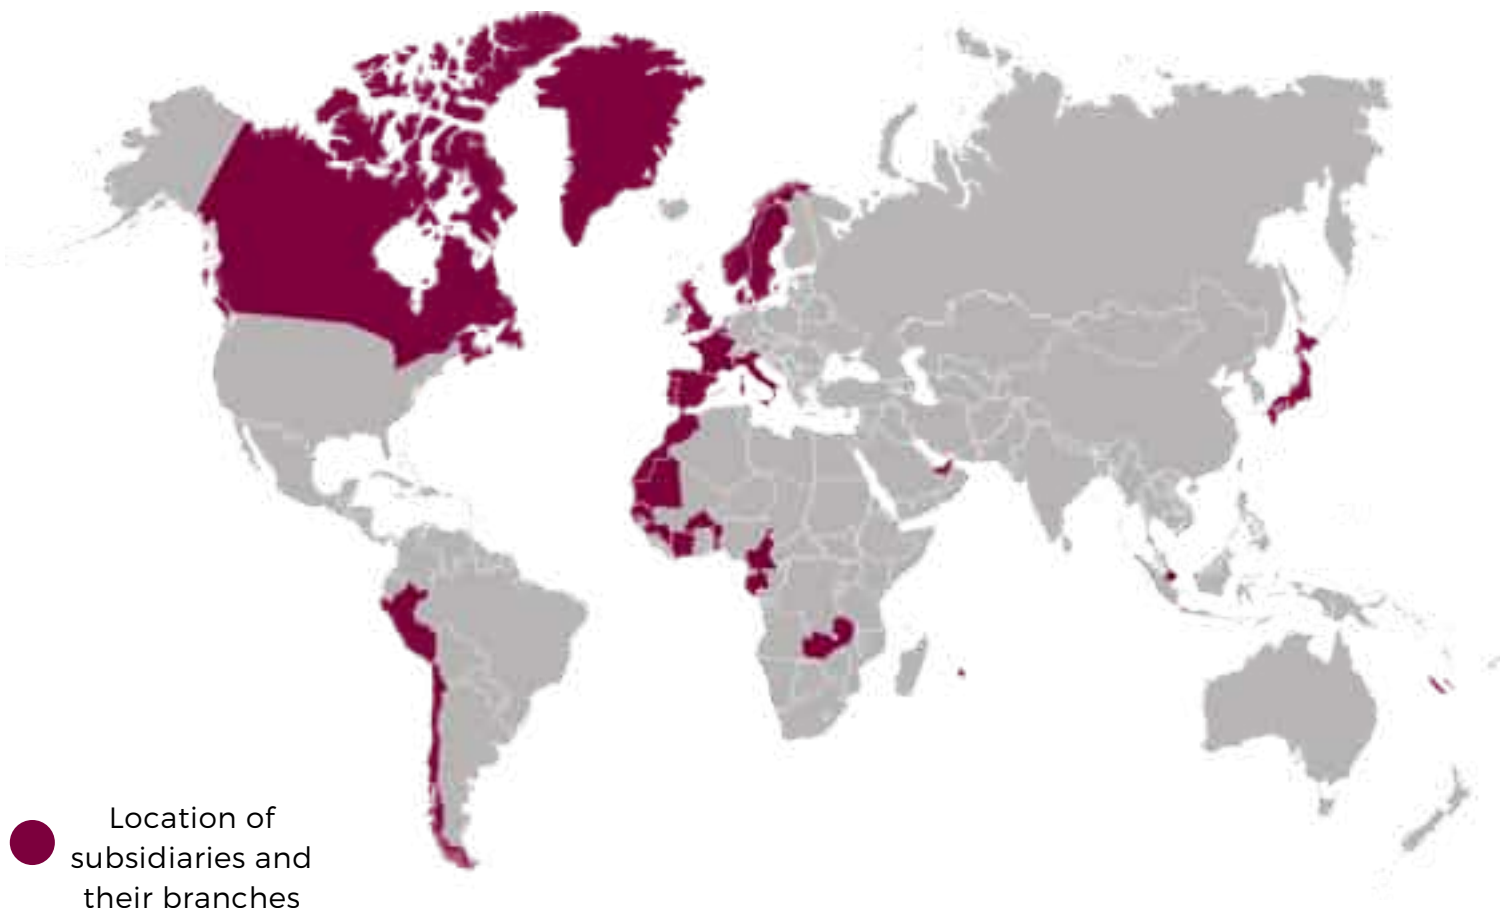 Location of
subsidiaries and
their branches